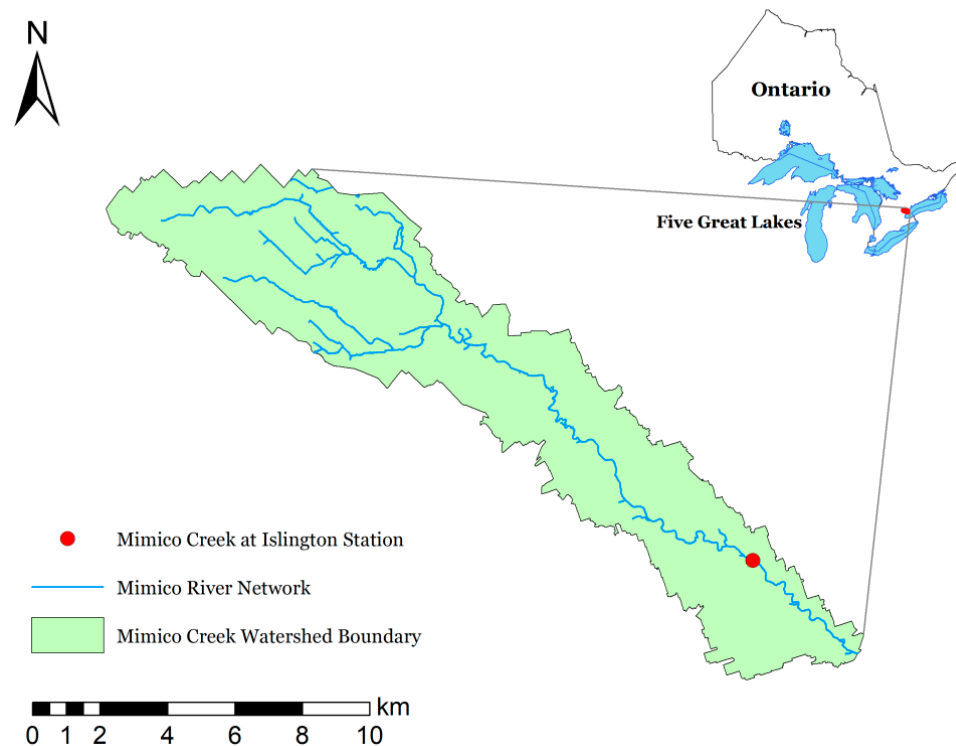 N
Ontario
Five Great Lakes
Mimico Creek at Islington Station
Mimico River Network
Mimico Creek Watershed Boundary
km
0 1 2 4 6 8 10